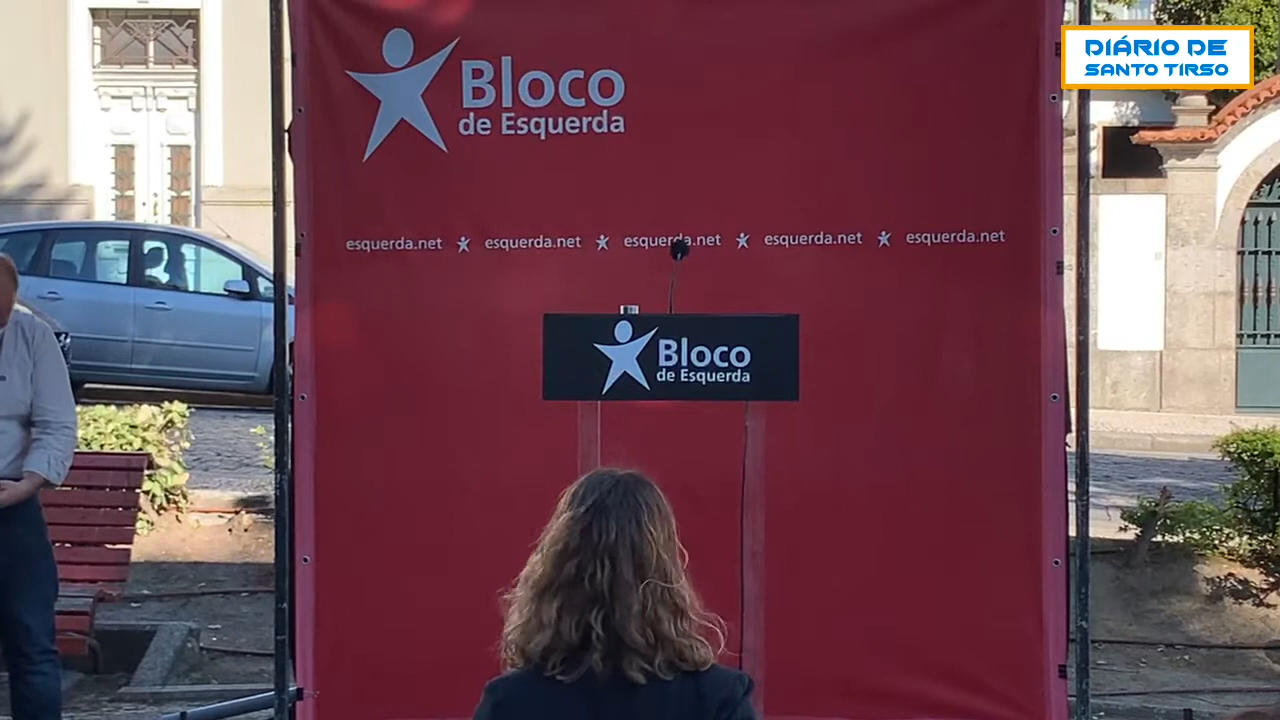 DIÁRIO DE
SANTO TIRSO
Bloco
de Esquerda
esquerda.net esquerda.net esquerda.net esquerda.net esquerda.net
Bloco
de Esquerda